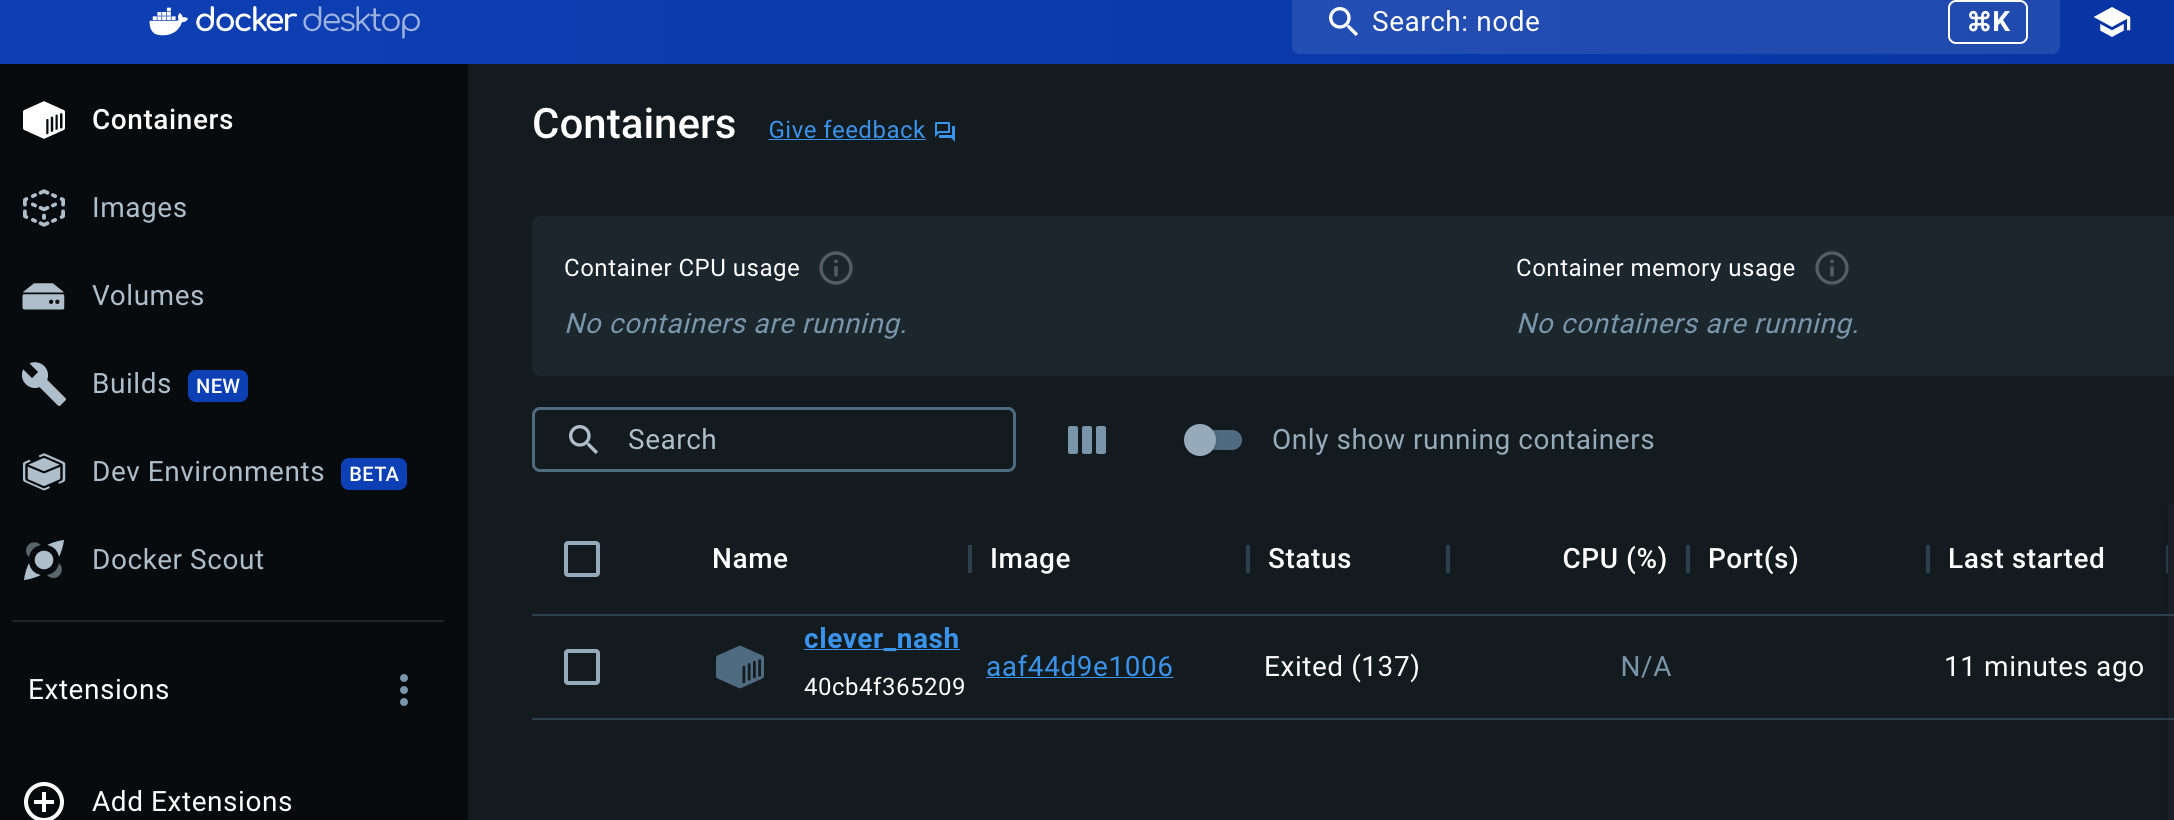 docker desktop
Search: node
⌘K
Containers
Images
Volumes
Builds NEW
Dev Environments BETA
Docker Scout
Extensions
Add Extensions
Containers Give feedback
Container CPU usage
No containers are running.
Container memory usage
No containers are running.
Search
Only show running containers
Name Image Status CPU (%) Port(s) Last started
clever_nash
40cb4f365209
aaf44d9e1006 Exited (137) N/A 11 minutes ago